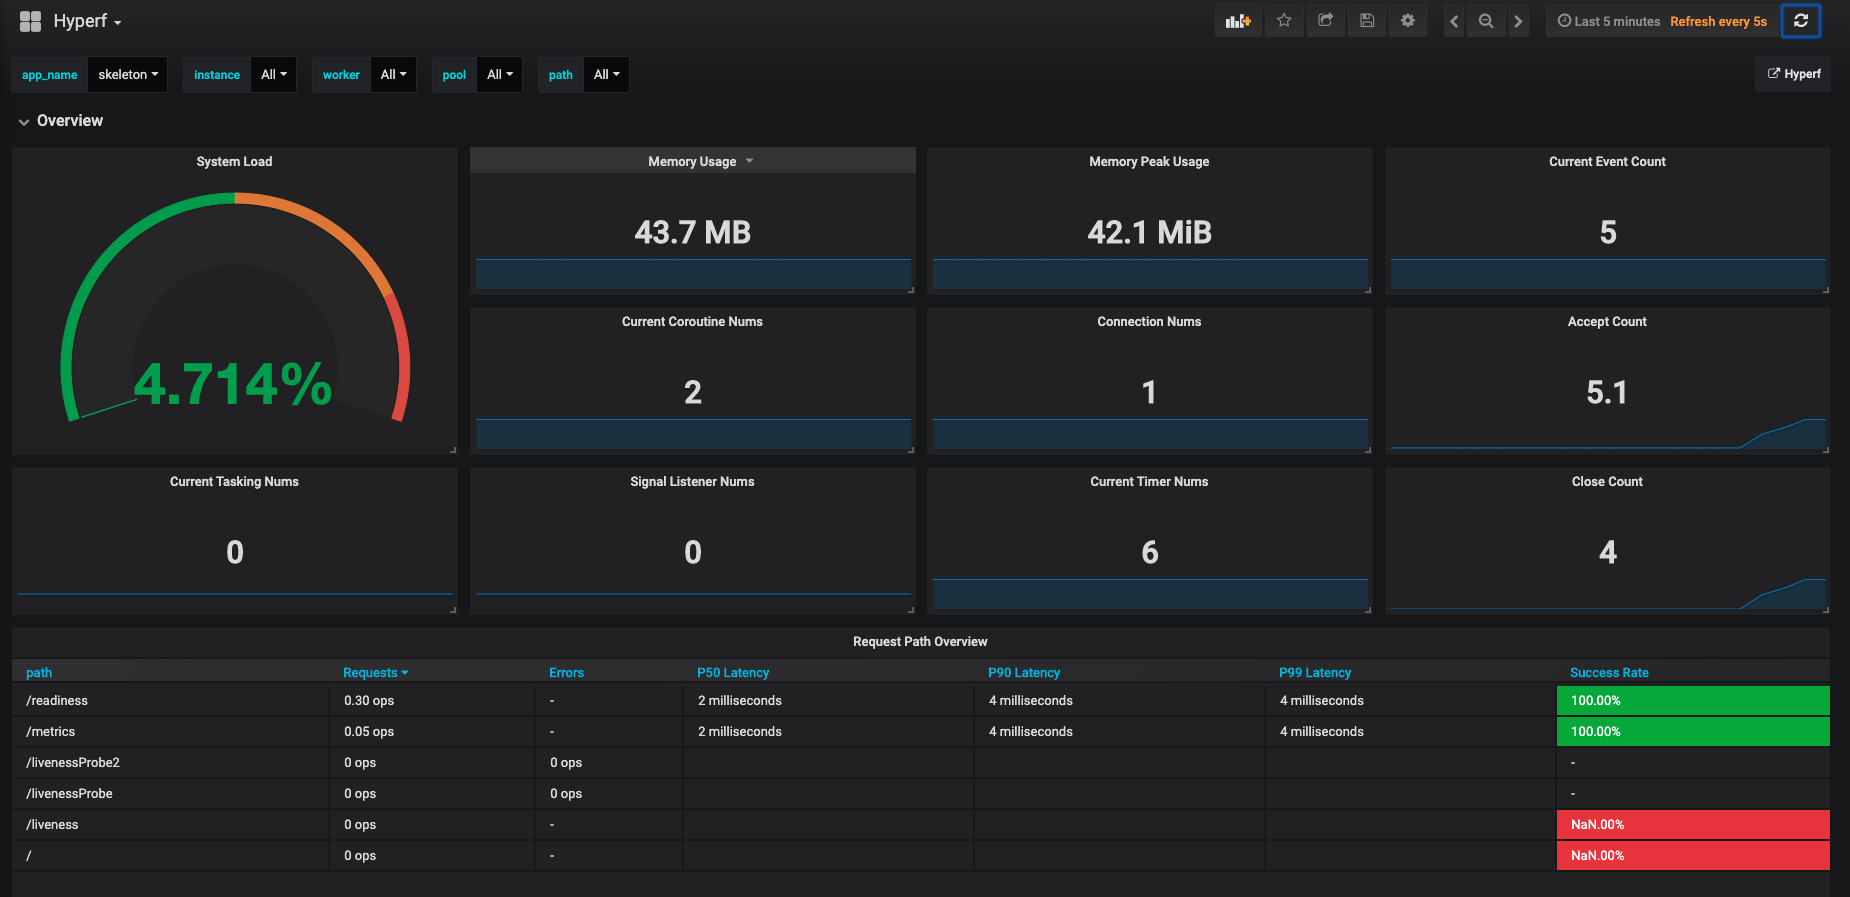 Hyperf
Last 5 minutes Refresh every 5s
app_name skeleton instance All worker All pool All path All Hyperf
Overview
System Load
4.714%
Memory Usage
43.7 MB
Memory Peak Usage
42.1 MiB
Current Event Count
5
Current Coroutine Nums
2
Connection Nums
1
Accept Count
5.1
Current Tasking Nums
0
Signal Listener Nums
0
Current Timer Nums
6
Close Count
4
Request Path Overview
path Requests Errors P50 Latency P90 Latency P99 Latency Success Rate
/readiness 0.30 ops - 2 milliseconds 4 milliseconds 4 milliseconds 100.00%
/metrics 0.05 ops - 2 milliseconds 4 milliseconds 4 milliseconds 100.00%
/livenessProbe2 0 ops 0 ops -
/livenessProbe 0 ops 0 ops -
/liveness 0 ops - NaN.00%
/ 0 ops - NaN.00%